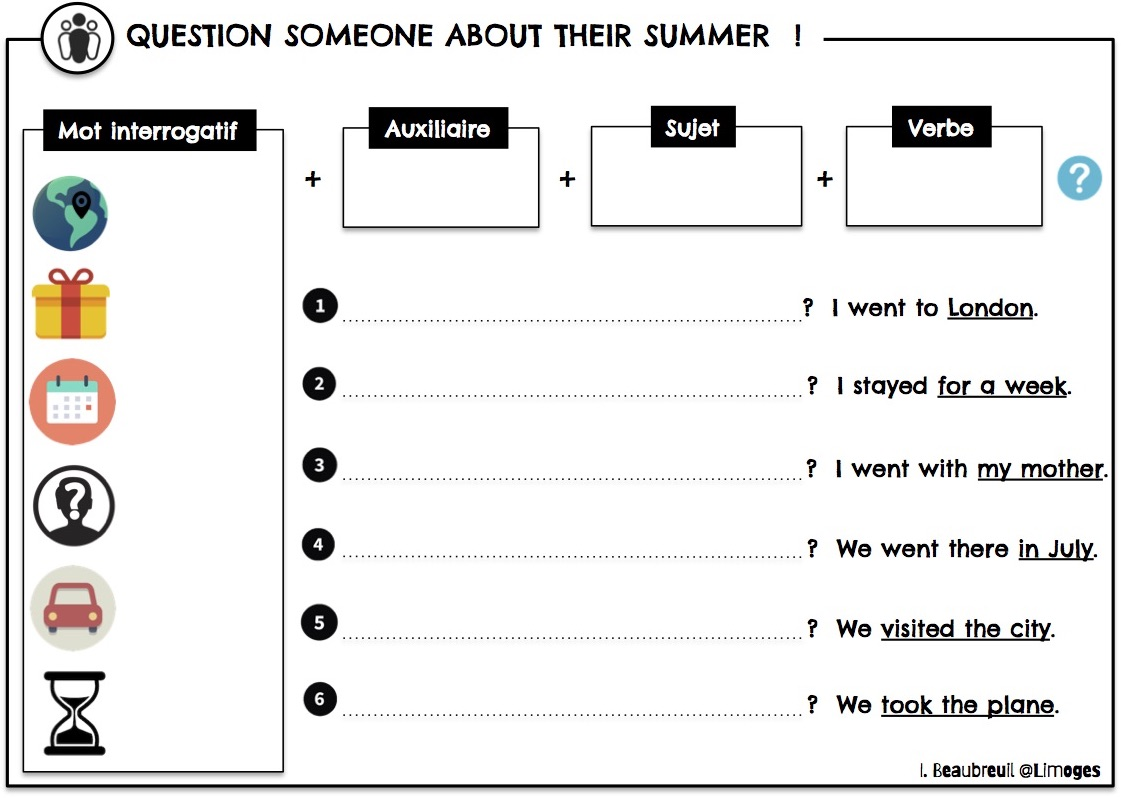 QUESTION SOMEONE ABOUT THEIR SUMMER !
Mot interrogatif
+
Auxiliaire
+
Sujet
+
Verbe
?
1 ? I went to London.
2 ? I stayed for a week.
3 ? I went with my mother.
4 ? We went there in July.
5 ? We visited the city.
6 ? We took the plane.
?
I. Beaubreuil @Limoges